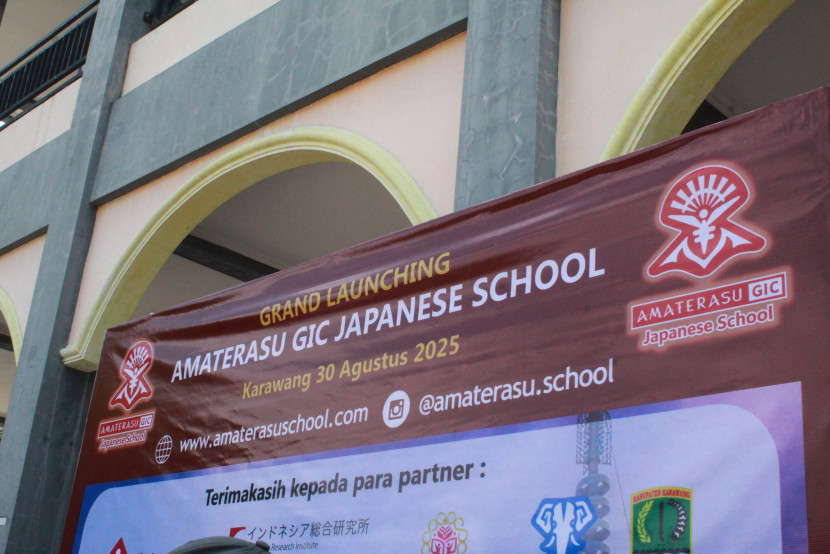 GRAND LAUNCHING
AMATERASU GIC JAPANESE SCHOOL
Karawang 30 Agustus 2025
www.amaterasuschool.com @amaterasu.school
AMATERASU GIC
Japanese School
AMATERASU GIC
Japanese School
Terimakasih kepada para partner :
インドネシア総合研究所
Research Institute
KABUPATEN KARAWANG